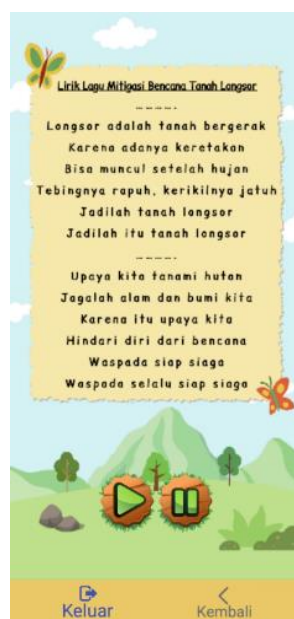 Lirik Lagu Mitigasi Bencana Tanah Longsor
-----.
Longsor adalah tanah bergerak
Karena adanya keretakan
Bisa muncul setelah hujan
Tebingnya rapuh, kerikilnya jatuh
Jadilah tanah longsor
Jadilah itu tanah longsor
-----.
Upaya kita tanami hutan
Jagalah alam dan bumi kita
Karena itu upaya kita
Hindari diri dari bencana
Waspada siap siaga
Waspada selalu siap siaga
Keluar
Kembali